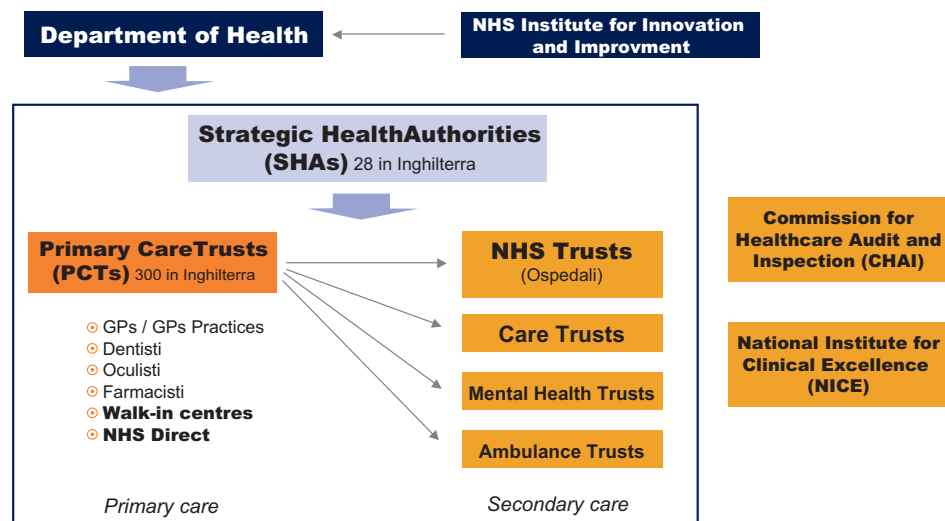 Department of Health
NHS Institute for Innovation
and Improvment
Strategic HealthAuthorities
(SHAs) 28 in Inghilterra
Primary CareTrusts
(PCTs) 300 in Inghilterra
GPs / GPs Practices
Dentisti
Oculisti
Farmacisti
Walk-in centres
NHS Direct
Primary care
NHS Trusts
(Ospedali)
Care Trusts
Mental Health Trusts
Ambulance Trusts
Secondary care
Commission for
Healthcare Audit and
Inspection (CHAI)
National Institute for
Clinical Excellence
(NICE)